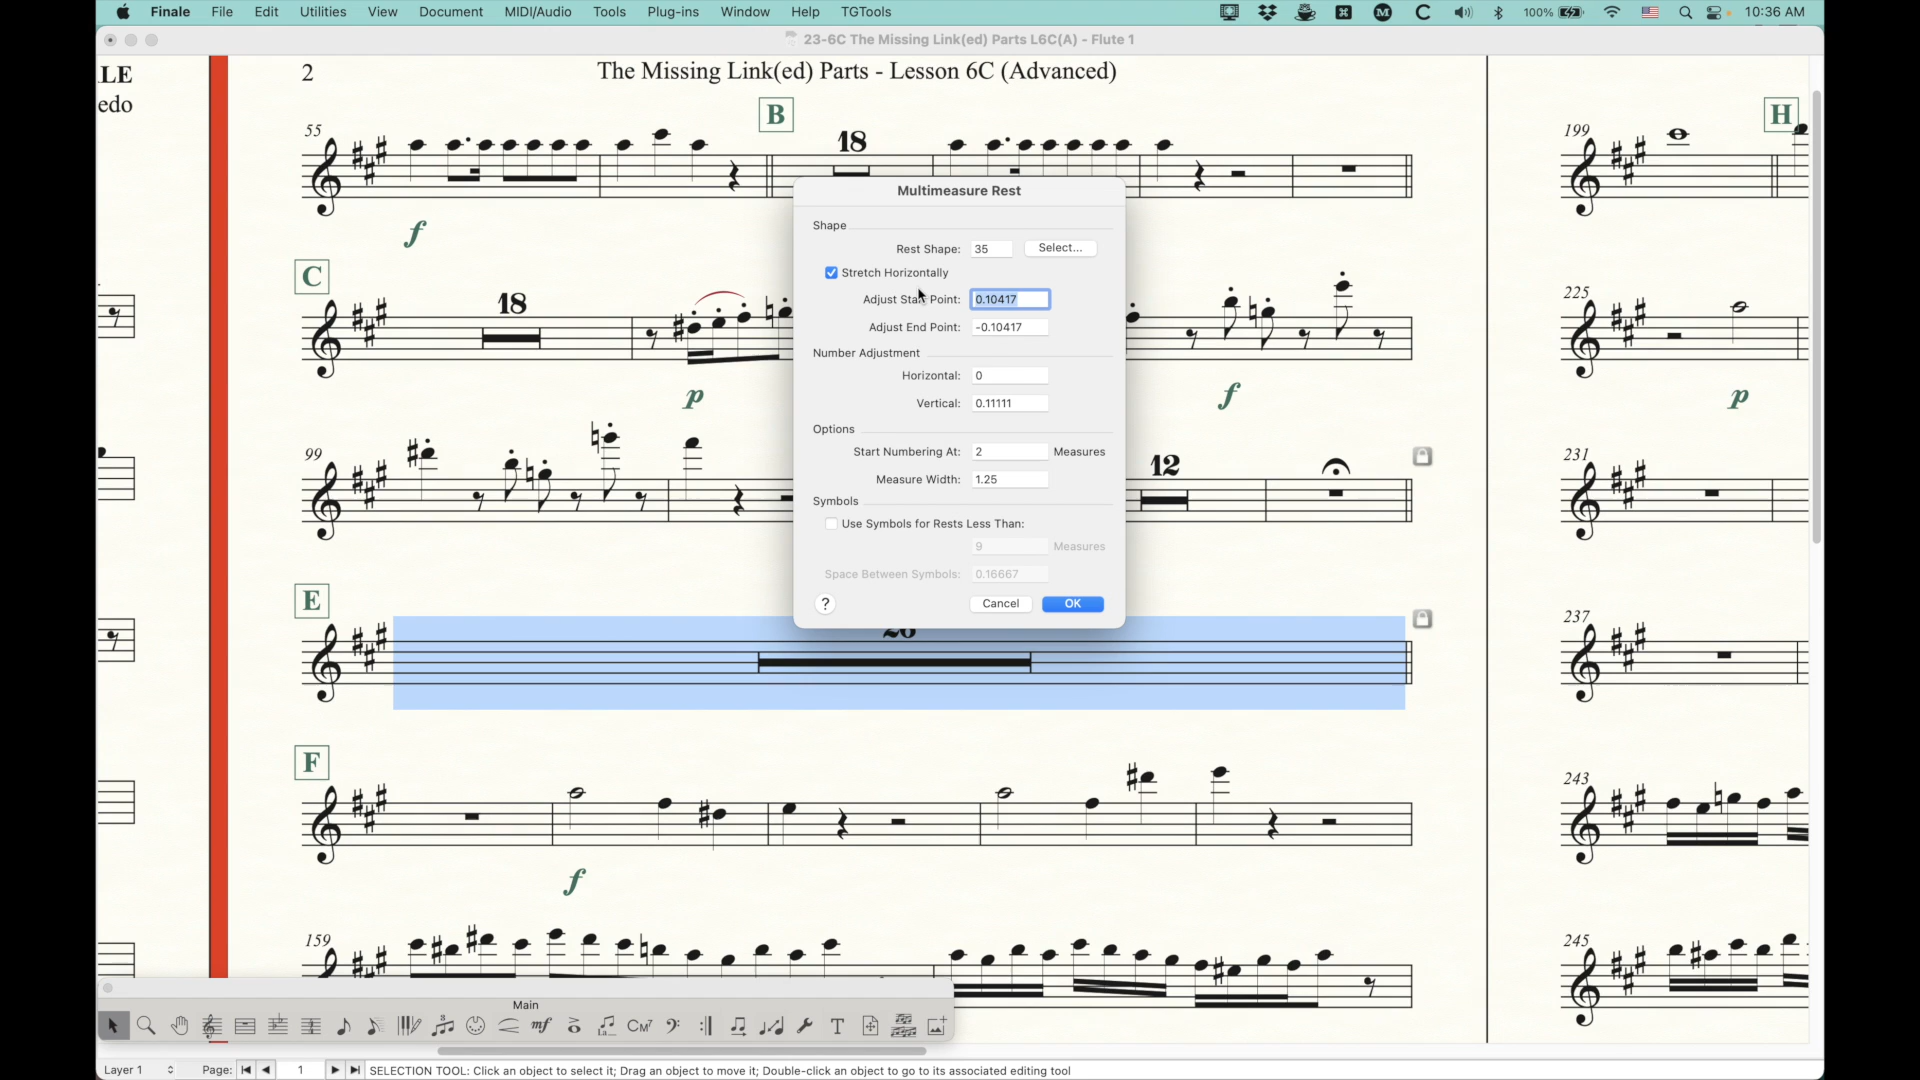 Finale File Edit Utilities View Document MIDI/Audio Tools Plug-ins Window Help TGTools 100% 10:36 AM
23-6C The Missing Link(ed) Parts L6C(A) - Flute 1
LE
edo
2
The Missing Link(ed) Parts - Lesson 6C (Advanced)
B
H
55
18
199
f
Multimeasure Rest
Shape
Rest Shape: 35 Select...
Stretch Horizontally
Adjust Start Point: 0.10417
Adjust End Point: -0.10417
Number Adjustment
Horizontal: 0
Vertical: 0.11111
Options
Start Numbering At: 2 Measures
Measure Width: 1.25
Symbols
Use Symbols for Rests Less Than:
9 Measures
Space Between Symbols: 0.16667
? Cancel OK
C
18
225
p
f
p
99
12
231
E
237
F
243
f
159
245
Main
mf
CM7
T
Layer 1 Page: 1 SELECTION TOOL: Click an object to select it; Drag an object to move it; Double-click an object to go to its associated editing tool